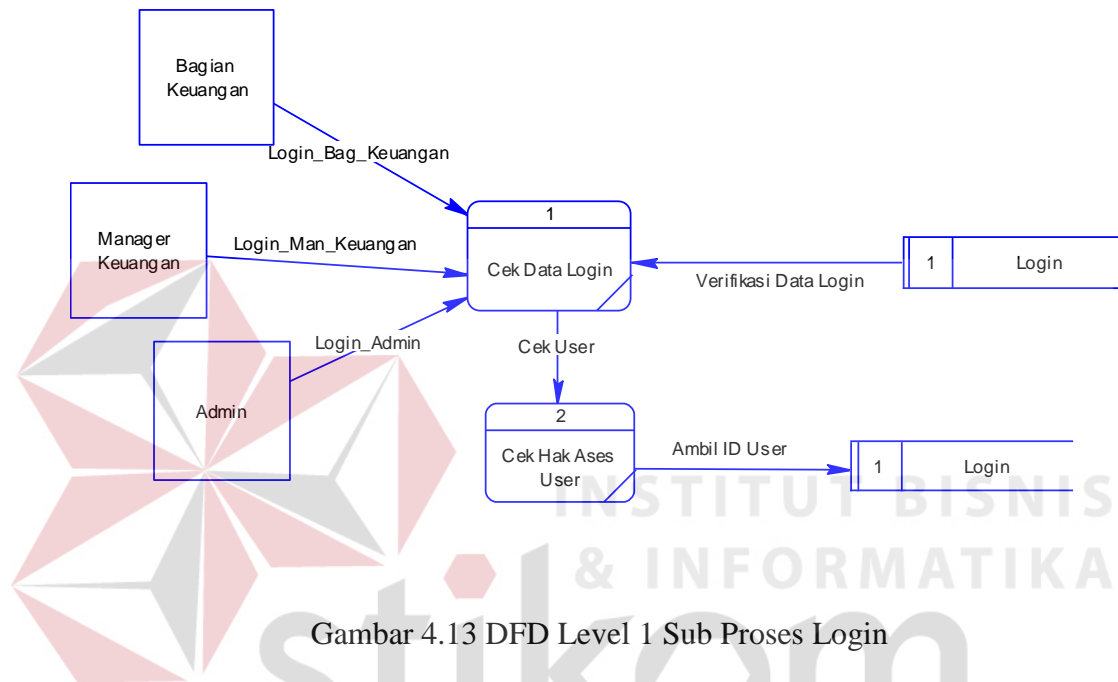 Bagian
Keuangan
Login_Bag_Keuangan
Manager
Keuangan
Login_Man_Keuangan
1
Cek Data Login
Verifikasi Data Login
1
Login
Login_Admin
Admin
Cek User
2
Cek Hak Ases
User
Ambil ID User
1
Login
INSTITUT BISNIS
& INFORMATIKA
stikom
Gambar 4.13 DFD Level 1 Sub Proses Login